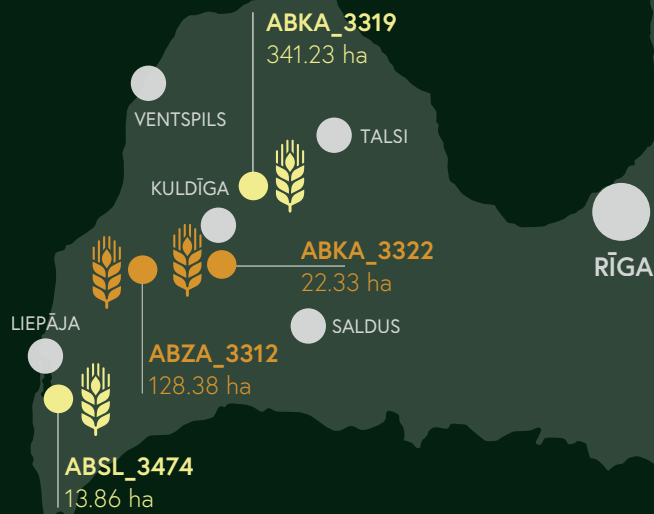 ABKA_3319
341.23 ha
VENTSPILS
TALSI
KULDĪGA
ABKA_3322
22.33 ha
RĪGA
LIEPĀJA
SALDUS
ABZA_3312
128.38 ha
ABSL_3474
13.86 ha